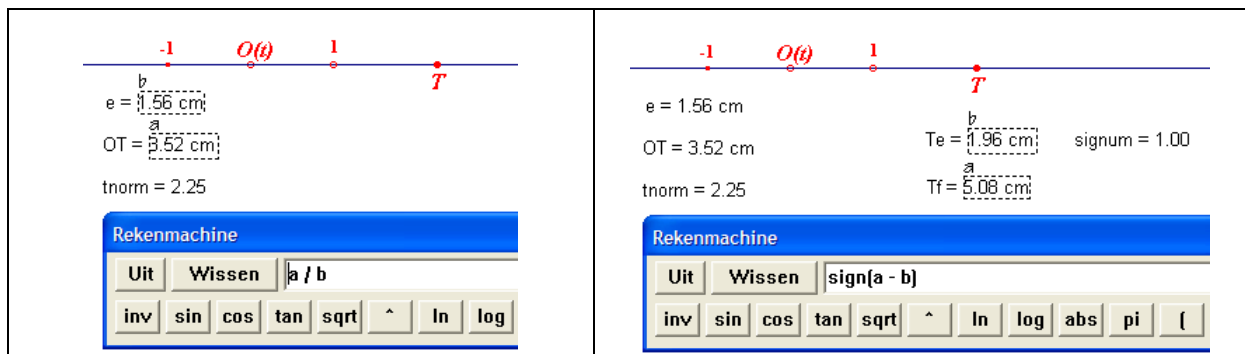 -1 O(t) 1
T
b
e = 1.56 cm
a
OT = 3.52 cm
tnorm = 2.25
Rekenmachine
Uit Wissen a / b
inv sin cos tan sqrt ^ ln log
-1 O(t) 1
T
e = 1.56 cm
b
OT = 3.52 cm Te = 1.96 cm signum = 1.00
a
tnorm = 2.25 Tf = 5.08 cm
Rekenmachine
Uit Wissen sign(a - b)
inv sin cos tan sqrt ^ ln log abs pi (